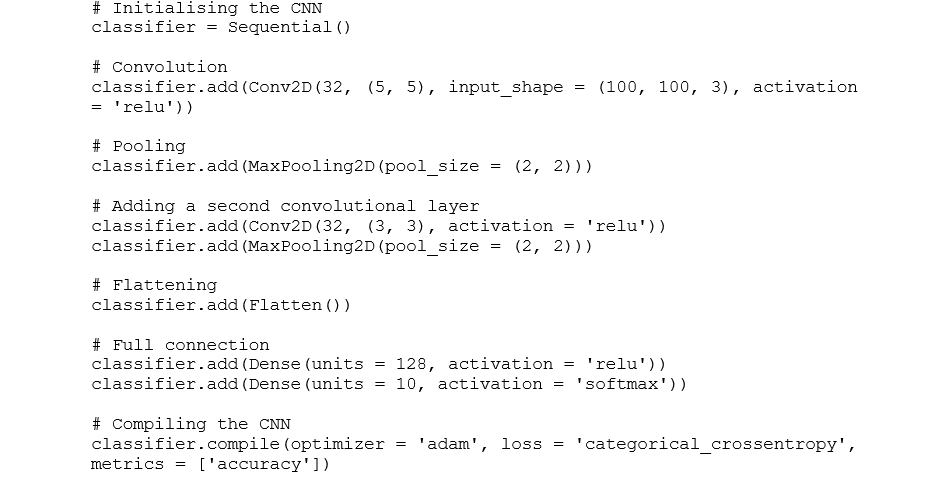 # Initialising the CNN
classifier = Sequential()
# Convolution
classifier.add(Conv2D(32, (5, 5), input_shape = (100, 100, 3), activation
= 'relu'))
# Pooling
classifier.add(MaxPooling2D(pool_size = (2, 2)))
# Adding a second convolutional layer
classifier.add(Conv2D(32, (3, 3), activation = 'relu'))
classifier.add(MaxPooling2D(pool_size = (2, 2)))
# Flattening
classifier.add(Flatten())
# Full connection
classifier.add(Dense(units = 128, activation = 'relu'))
classifier.add(Dense(units = 10, activation = 'softmax'))
# Compiling the CNN
classifier.compile(optimizer = 'adam', loss = 'categorical_crossentropy',
metrics = ['accuracy'])